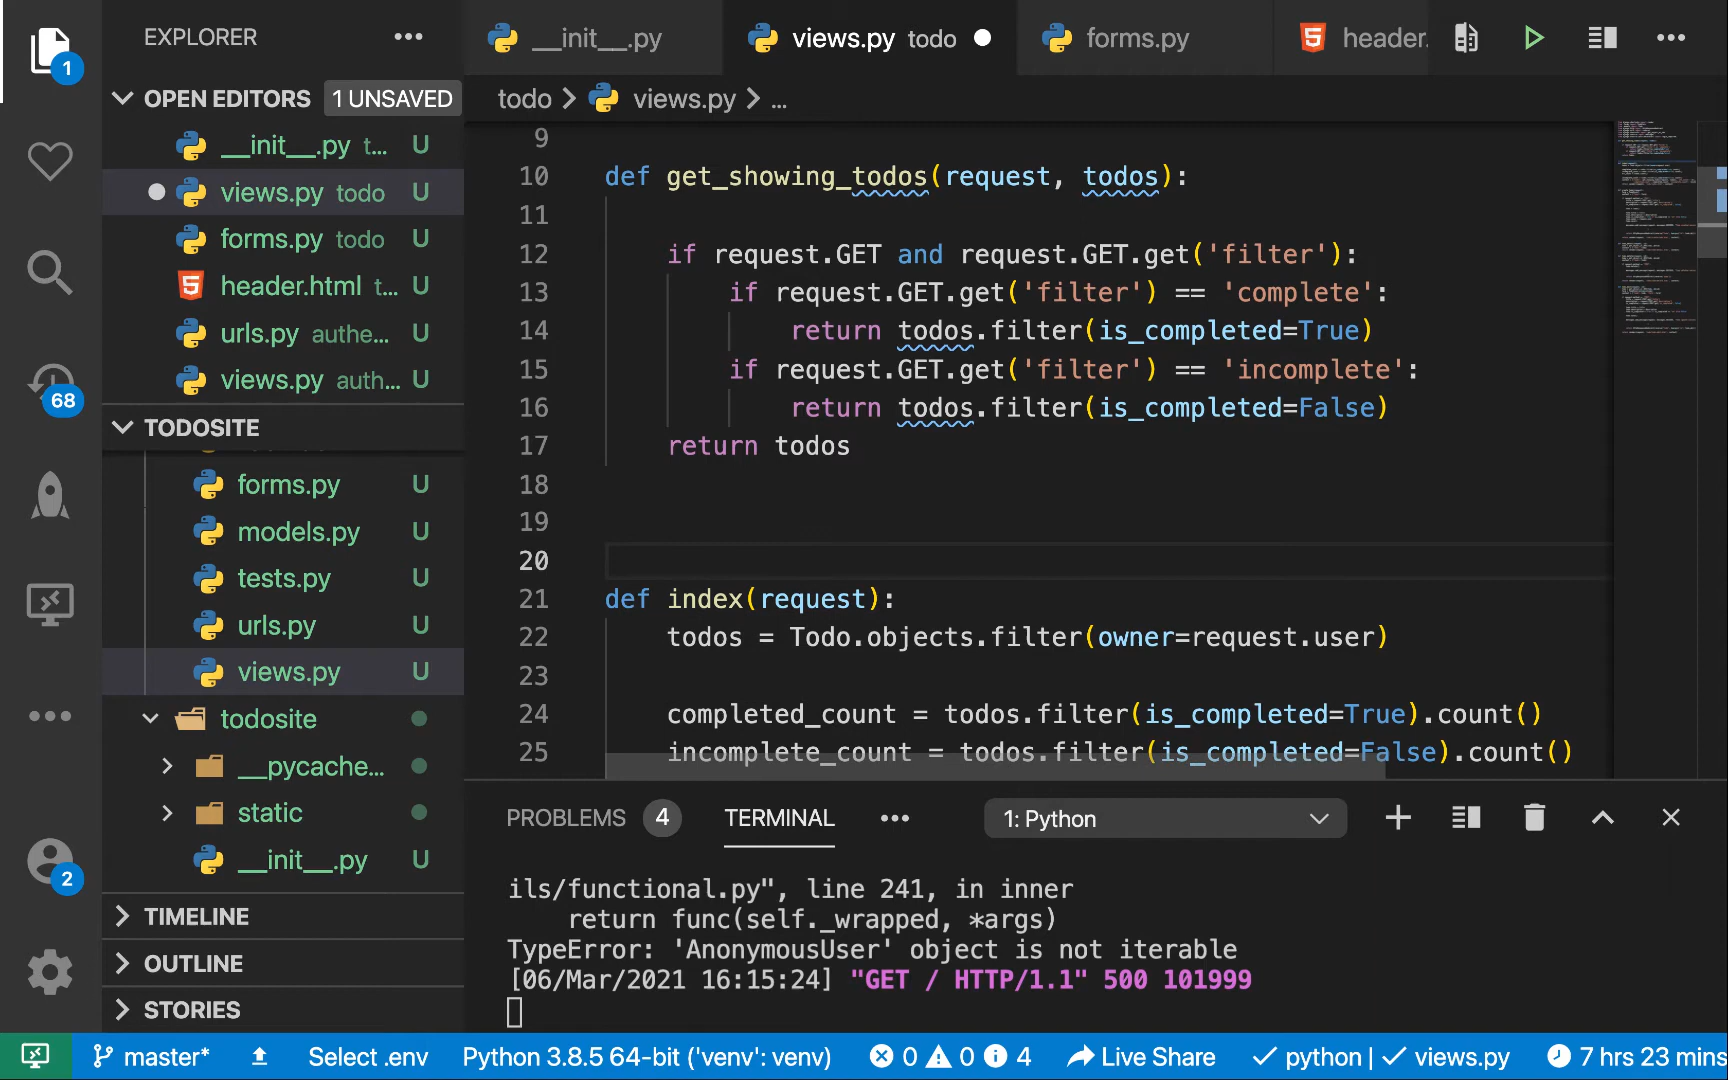 EXPLORER
1
OPEN EDITORS 1 UNSAVED
__init__.py t... U
views.py todo U
forms.py todo U
header.html t... U
urls.py authe... U
views.py auth... U
68
TODOSITE
forms.py U
models.py U
tests.py U
urls.py U
views.py U
todosite
__pycache...
static
__init__.py U
2
TIMELINE
OUTLINE
STORIES
__init__.py views.py todo forms.py header.
todo > views.py > ...
9
10 def get_showing_todos(request, todos):
11
12 if request.GET and request.GET.get('filter'):
13 if request.GET.get('filter') == 'complete':
14 return todos.filter(is_completed=True)
15 if request.GET.get('filter') == 'incomplete':
16 return todos.filter(is_completed=False)
17 return todos
18
19
20
21 def index(request):
22 todos = Todo.objects.filter(owner=request.user)
23
24 completed_count = todos.filter(is_completed=True).count()
25 incomplete_count = todos.filter(is_completed=False).count()
PROBLEMS 4 TERMINAL ... 1: Python
ils/functional.py", line 241, in inner
return func(self._wrapped, *args)
TypeError: 'AnonymousUser' object is not iterable
[06/Mar/2021 16:15:24] "GET / HTTP/1.1" 500 101999
master* Select .env Python 3.8.5 64-bit ('venv': venv) 0 0 4 Live Share python | views.py 7 hrs 23 mins